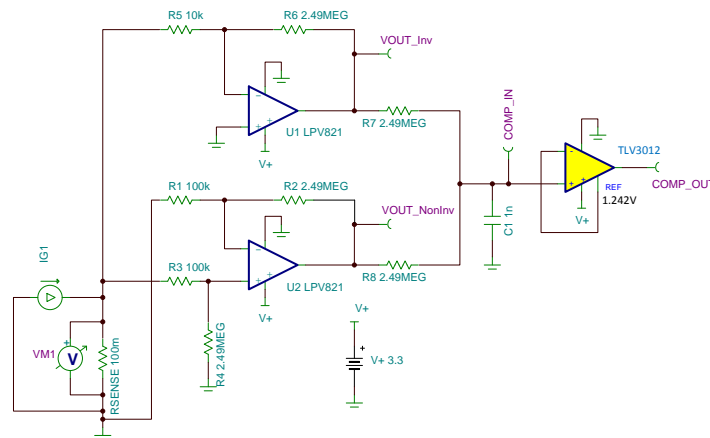 R5 10k
R6 2.49MEG
VOUT_Inv
U1 LPV821
V+
R7 2.49MEG
COMP_IN
TLV3012
REF
1.242V
COMP_OUT
V+
C1 1n
R1 100k
R2 2.49MEG
VOUT_NonInv
R3 100k
U2 LPV821
V+
R8 2.49MEG
R4 2.49MEG
IG1
VM1
V
RSENSE 100m
V+
V+ 3.3